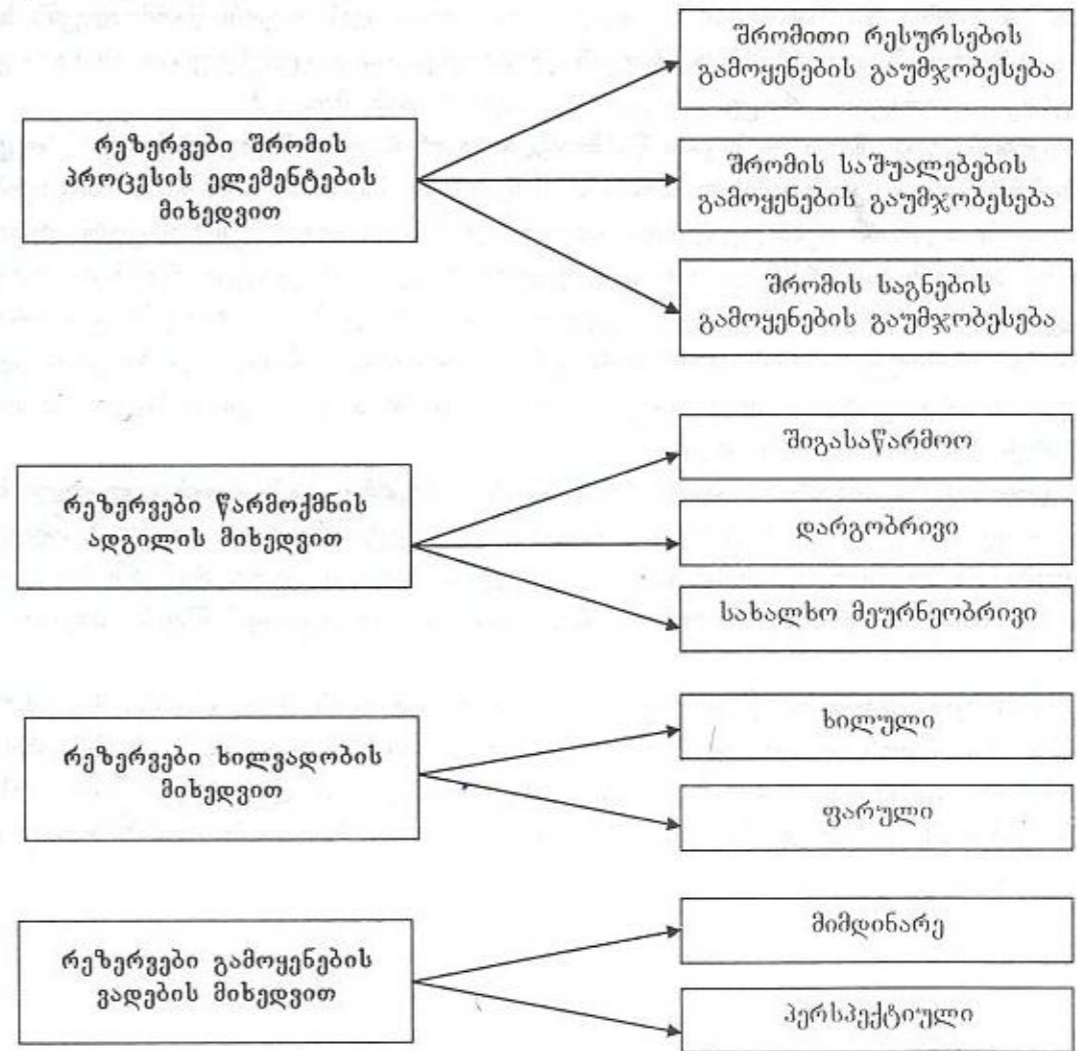 რეზერვები შრომის
პროცესის ელემენტების
მიხედვით
შრომითი რესურსების
გამოყენების გაუმჯობესება
შრომის საშუალებების
გამოყენების გაუმჯობესება
შრომის საგნების
გამოყენების გაუმჯობესება
რეზერვები წარმოქმნის
ადგილის მიხედვით
შიგასაწარმოო
დარგობრივი
სახალხო მეურნეობრივი
რეზერვები ხილვადობის
მიხედვით
ხილული
ფარული
რეზერვები გამოყენების
ვადების მიხედვით
მიმდინარე
პერსპექტიული